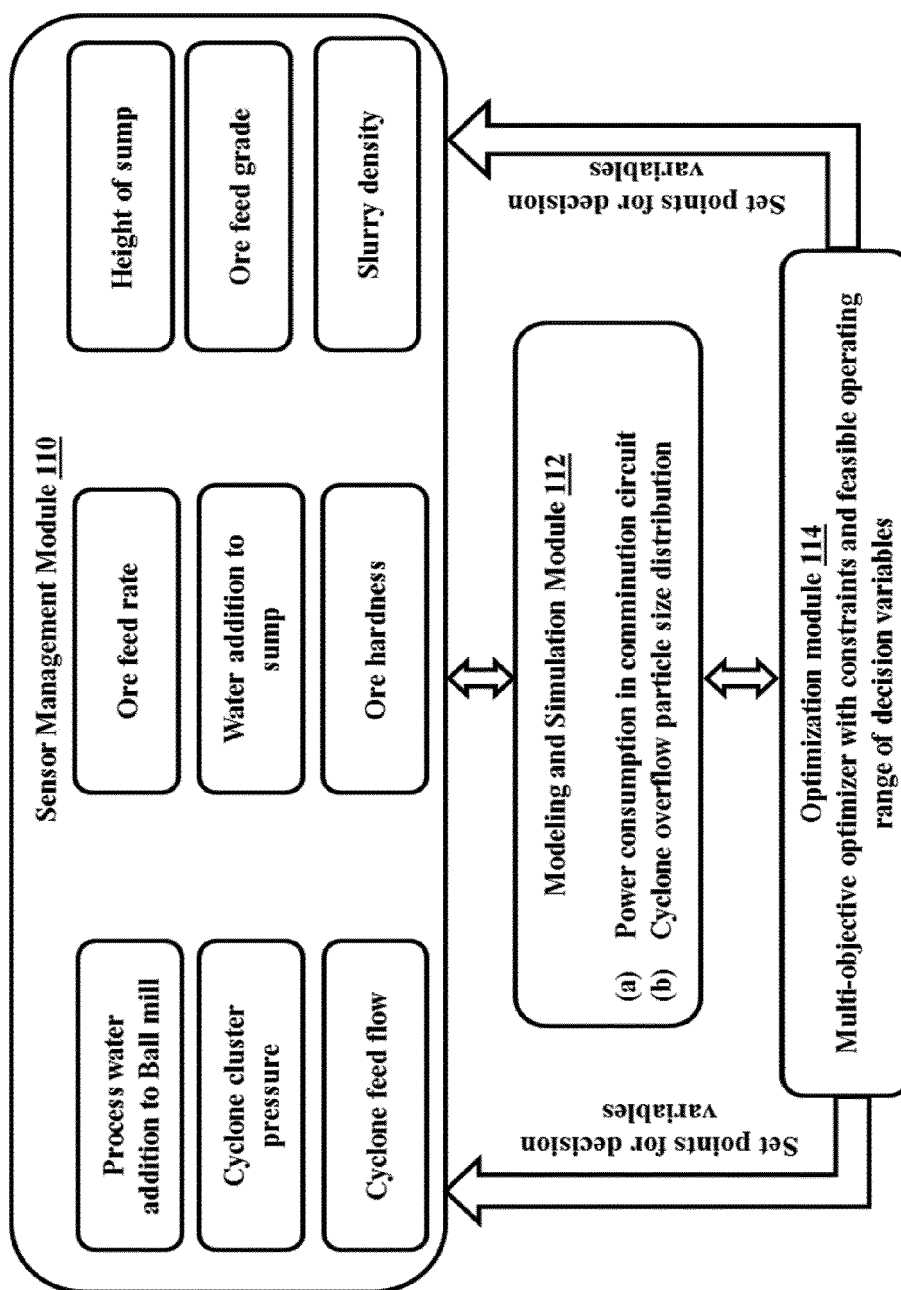 Sensor Management Module 110
Process water
addition to Ball mill
Cyclone cluster
pressure
Cyclone feed flow
Ore feed rate
Water addition to
sump
Ore hardness
Height of sump
Ore feed grade
Slurry density
Modeling and Simulation Module 112
(a) Power consumption in comminution circuit
(b) Cyclone overflow particle size distribution
Set points for decision
variables
Set points for decision
variables
Optimization module 114
Multi-objective optimizer with constraints and feasible operating
range of decision variables